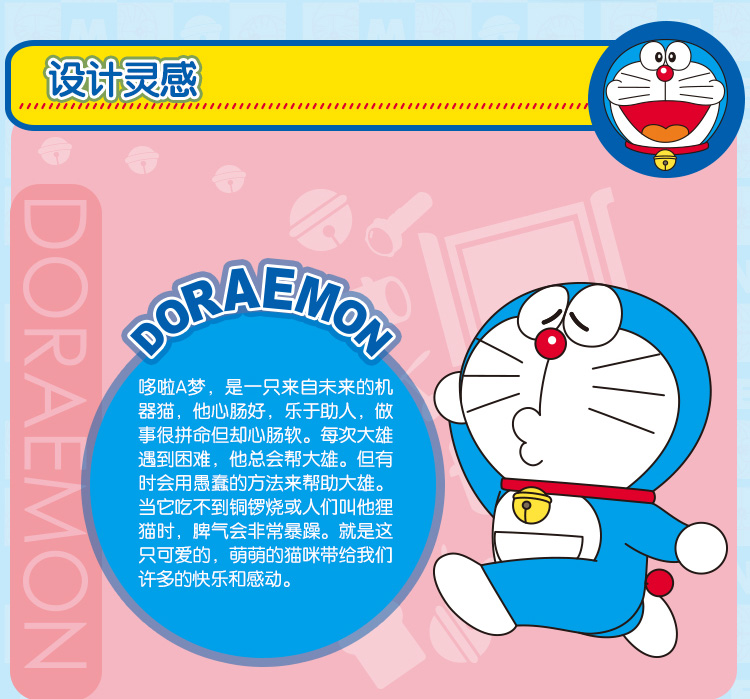 设计灵感
DORAEMON
DORAEMON
哆啦A梦，是一只来自未来的机
器猫，他心肠好，乐于助人，做
事很拼命但却心肠软。每次大雄
遇到困难，他总会帮大雄。但有
时会用愚蠢的方法来帮助大雄。
当它吃不到铜锣烧或人们叫他狸
猫时，脾气会非常暴躁。就是这
只可爱的，萌萌的猫咪带给我们
许多的快乐和感动。